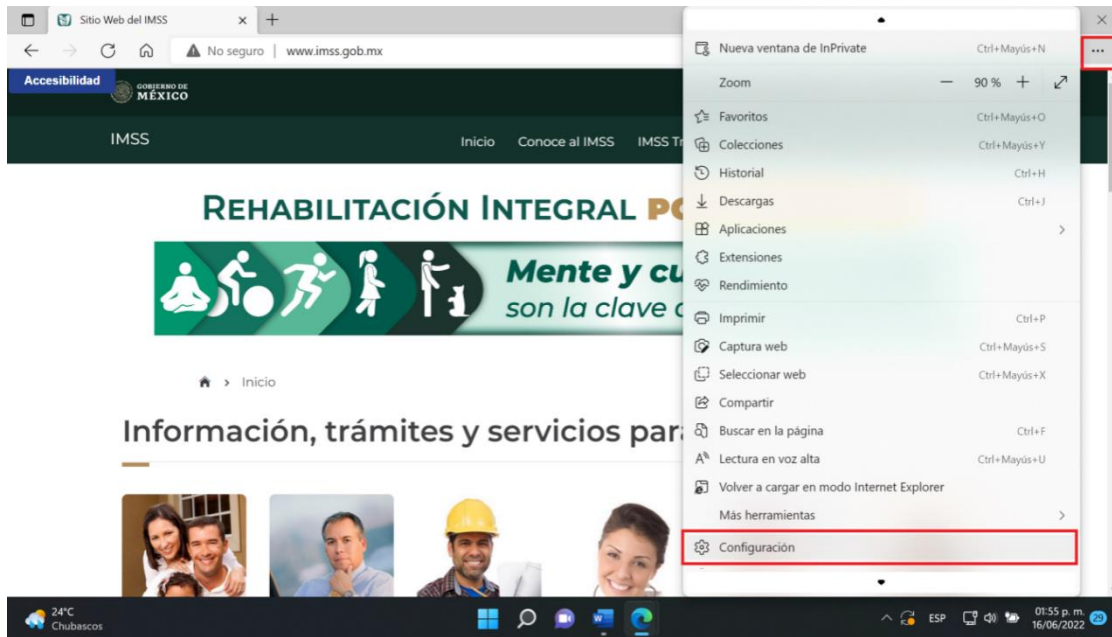 Sitio Web del IMSS
No seguro | www.imss.gob.mx
Accesibilidad
GOBIERNO DE
MÉXICO
IMSS
Inicio Conoce al IMSS IMSS Tr
REHABILITACIÓN INTEGRAL PO
Mente y cu
son la clave
Inicio
Información, trámites y servicios par
Nueva ventana de InPrivate Ctrl+Mayús+N
Zoom — 90 % +
Favoritos Ctrl+Mayús+O
Colecciones Ctrl+Mayús+Y
Historial Ctrl+H
Descargas Ctrl+J
Aplicaciones
Extensiones
Rendimiento
Imprimir Ctrl+P
Captura web Ctrl+Mayús+S
Seleccionar web Ctrl+Mayús+X
Compartir
Buscar en la página Ctrl+F
Lectura en voz alta Ctrl+Mayús+U
Volver a cargar en modo Internet Explorer
Más herramientas
Configuración
24°C
Chubascos
ESP
01:55 p. m.
16/06/2022
29